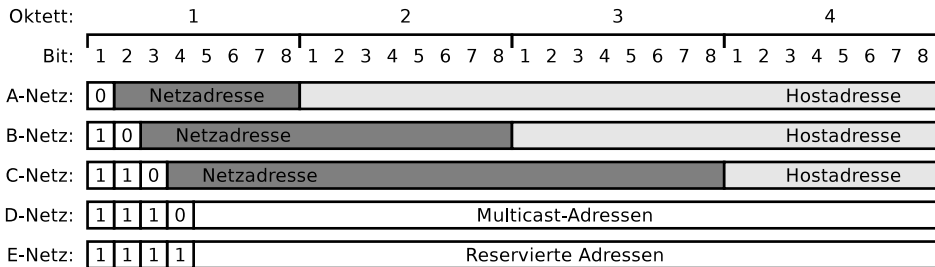 Oktett: 1 2 3 4
Bit: 1 2 3 4 5 6 7 8 1 2 3 4 5 6 7 8 1 2 3 4 5 6 7 8 1 2 3 4 5 6 7 8
A-Netz: 0 Netzadresse Hostadresse
B-Netz: 1 0 Netzadresse Hostadresse
C-Netz: 1 1 0 Netzadresse Hostadresse
D-Netz: 1 1 1 0 Multicast-Adressen
E-Netz: 1 1 1 1 Reservierte Adressen